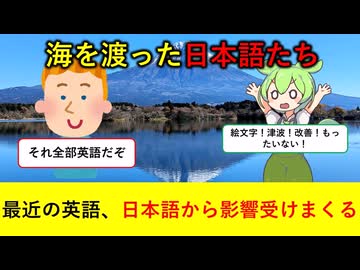 海を渡った日本語たち
それ全部英語だぞ
絵文字！津波！改善！もっ
たいない！
最近の英語、日本語から影響受けまくる